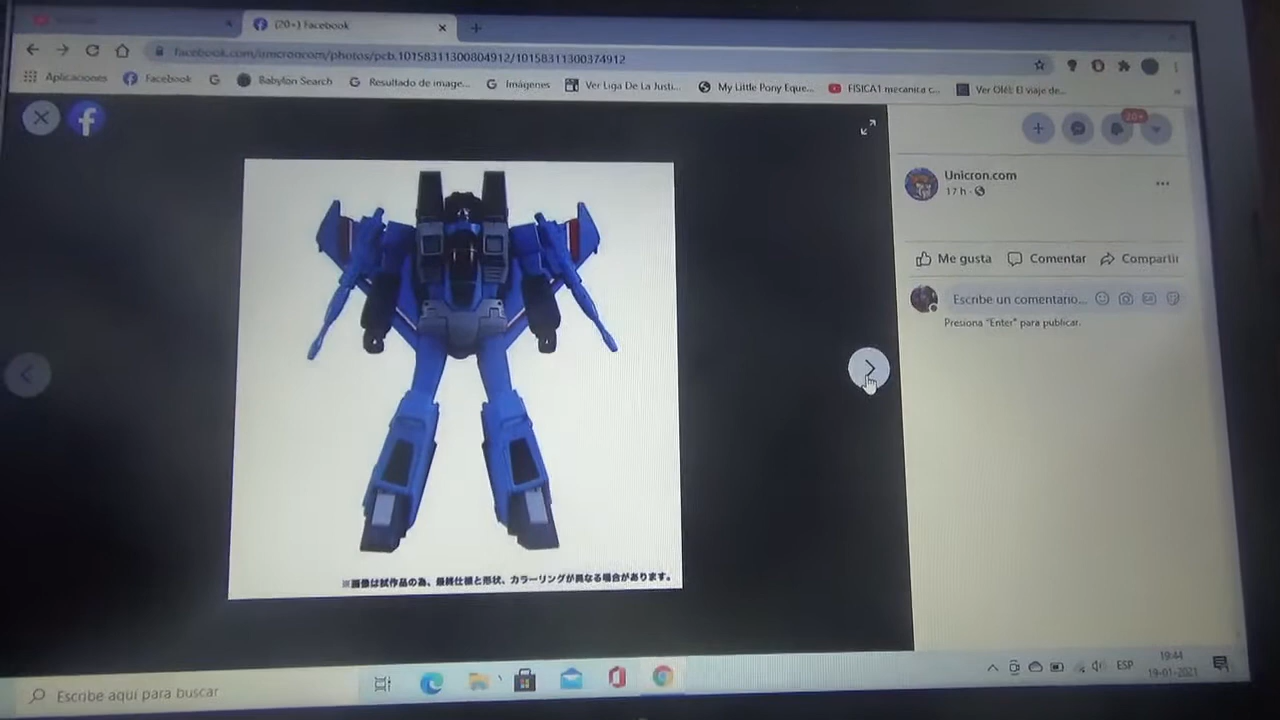 (20+) Facebook
facebook.com/unicroncom/photos/pcb.10158311300804912/10158311300374912
Aplicaciones Facebook Babylon Search Resultado de image... Imágenes Ver Liga De La Justi... My Little Pony Eque... FISICA1 mecanica c... Ver Olé! El viaje de...
20+
Unicron.com
17 h
Me gusta Comentar Compartir
Escribe un comentario...
Presiona "Enter" para publicar.
※画像は試作品の為、最終仕様と形状、カラーリングが異なる場合があります。
Escribe aquí para buscar
ESP
19:44
19-01-2021